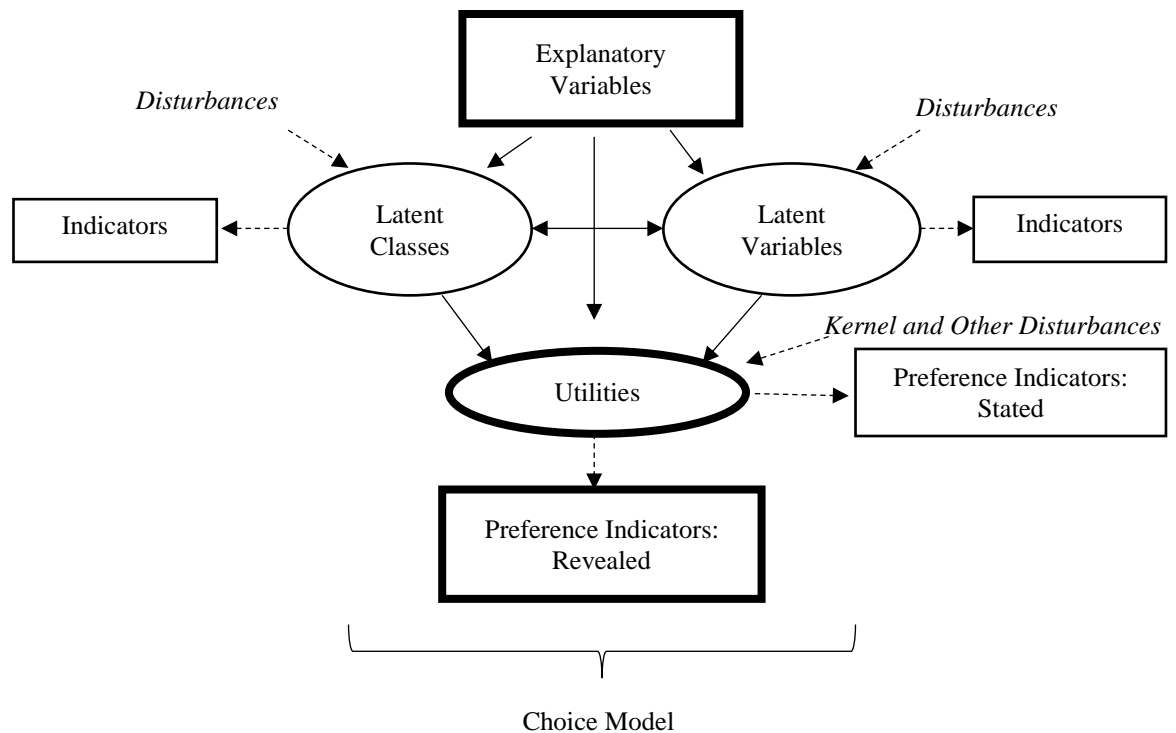 Explanatory
Variables
Disturbances
Disturbances
Indicators
Latent
Classes
Latent
Variables
Indicators
Kernel and Other Disturbances
Utilities
Preference Indicators:
Stated
Preference Indicators:
Revealed
Choice Model